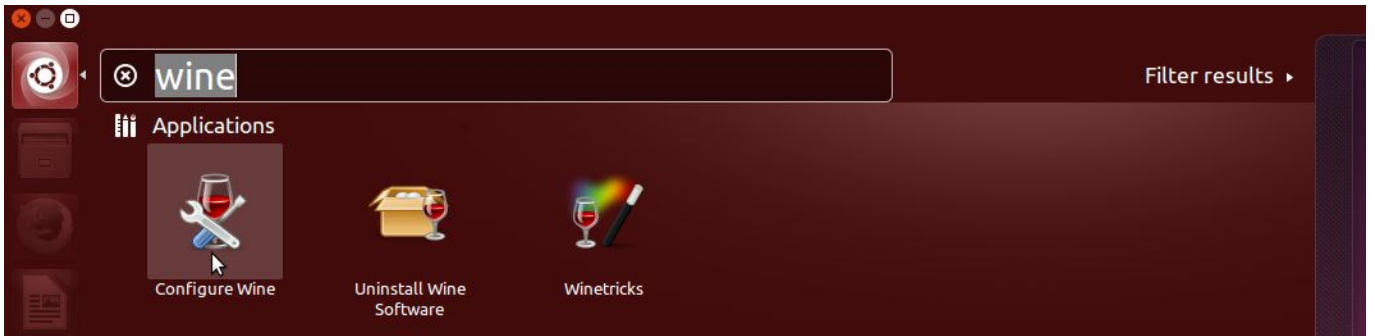 wine
Filter results
Applications
Configure Wine
Uninstall Wine
Software
Winetricks